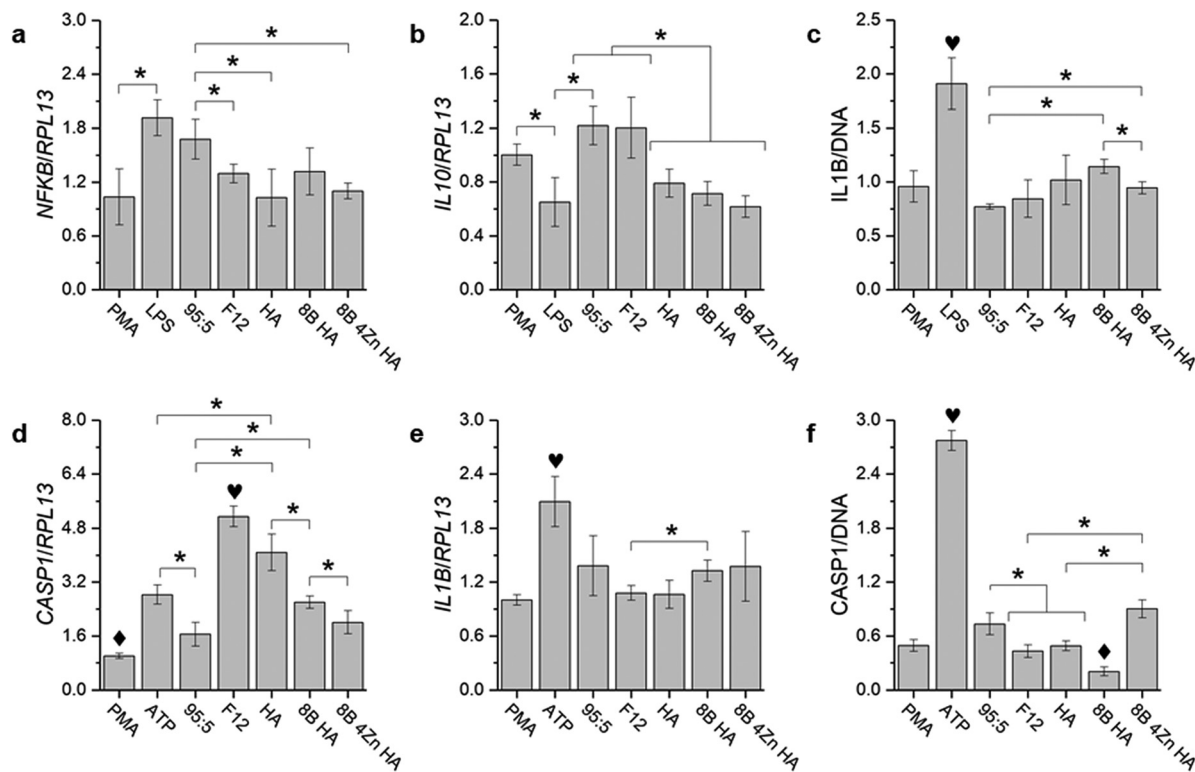 a
NFKB/RPL13
3.0
2.4
1.8
1.2
0.6
0.0
*
*
*
*
PMA
LPS
95:5
F12
HA
8B HA
8B 4Zn HA
b
IL10/RPL13
2.0
1.6
1.2
0.8
0.4
0.0
*
*
*
PMA
LPS
95:5
F12
HA
8B HA
8B 4Zn HA
c
IL1B/DNA
2.5
2.0
1.5
1.0
0.5
0.0
♥
*
*
*
PMA
LPS
95:5
F12
HA
8B HA
8B 4Zn HA
d
CASP1/RPL13
8.0
6.4
4.8
3.2
1.6
0.0
♦
*
*
*
*
♥
*
*
PMA
ATP
95:5
F12
HA
8B HA
8B 4Zn HA
e
IL1B/RPL13
3.0
2.4
1.8
1.2
0.6
0.0
♥
*
PMA
ATP
95:5
F12
HA
8B HA
8B 4Zn HA
f
CASP1/DNA
3.0
2.4
1.8
1.2
0.6
0.0
♥
*
*
*
♦
PMA
ATP
95:5
F12
HA
8B HA
8B 4Zn HA